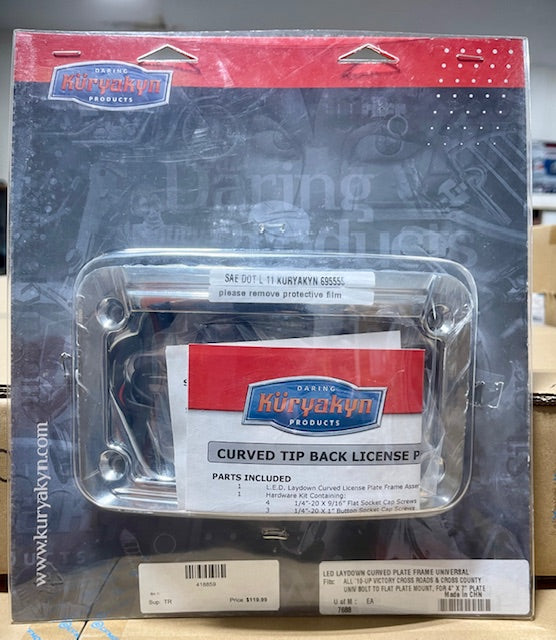 DARING
Küryakyn
PRODUCTS
Daring
Products
SAE DOT L 11 KURYAKYN 695555
please remove protective film
DARING
Küryakyn
PRODUCTS
CURVED TIP BACK LICENSE P
PARTS INCLUDED
1 L.E.D. Laydown Curved License Plate Frame Asse
1 Hardware Kit Containing:
4 1/4"-20 X 9/16" Flat Socket Cap Screws
3 1/4"-20 X 1" Button Socket Cap Screws
www.kuryakyn.com
418859
Sup: TR Price: $119.99
LED LAYDOWN CURVED PLATE FRAME UNIVERSAL
Fits: ALL '10-UP VICTORY CROSS ROADS & CROSS COUNTY
UNIV BOLT TO FLAT PLATE MOUNT, FOR 4" X 7" PLATE
U of M: EA Made In CHN
7688